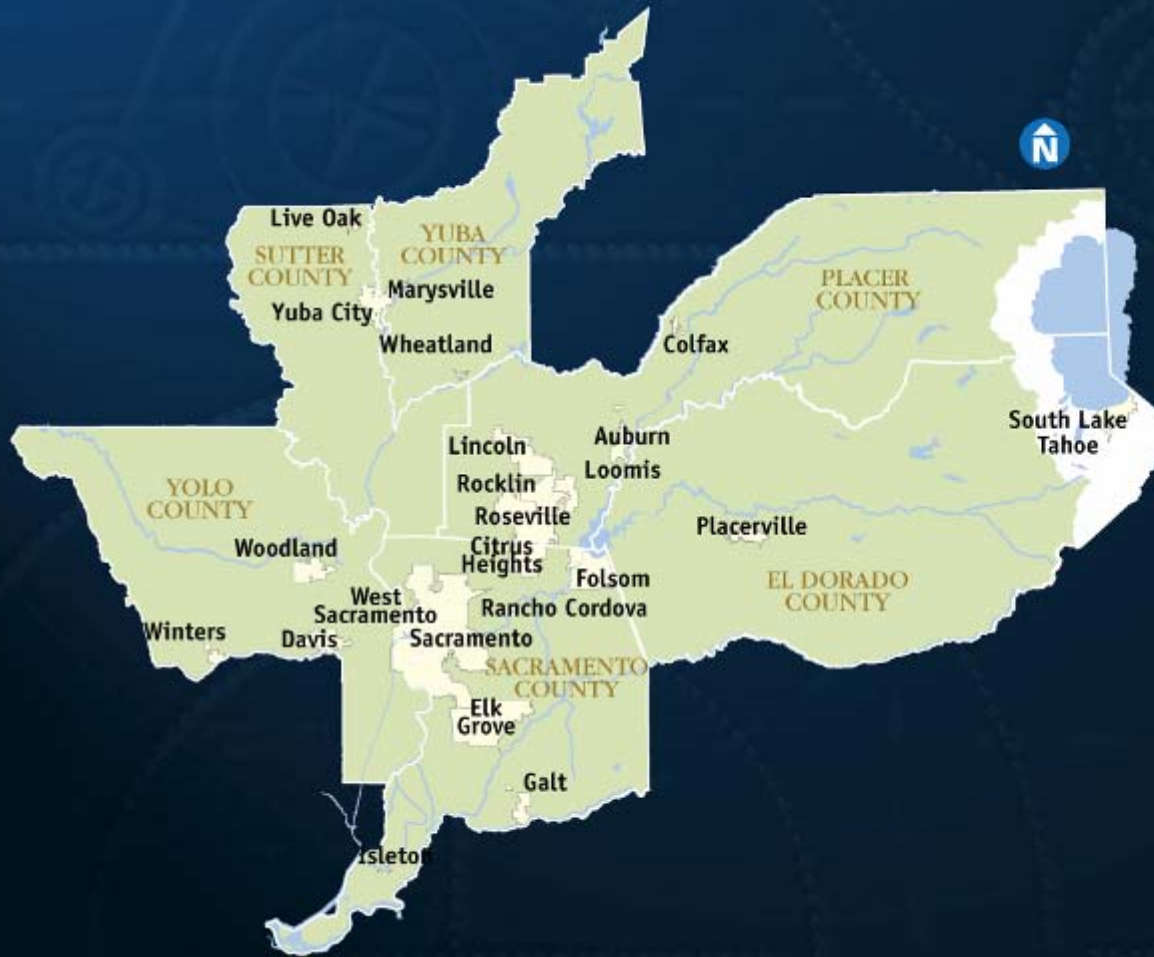 N
Live Oak
SUTTER
COUNTY
YUBA
COUNTY
Marysville
Yuba City
Wheatland
PLACER
COUNTY
Colfax
South Lake
Tahoe
Lincoln
Auburn
Loomis
Rocklin
Roseville
Citrus
Heights
Placerville
YOLO
COUNTY
Woodland
Folsom
EL DORADO
COUNTY
West
Sacramento
Rancho Cordova
Winters
Davis
Sacramento
SACRAMENTO
COUNTY
Elk
Grove
Galt
Isleton